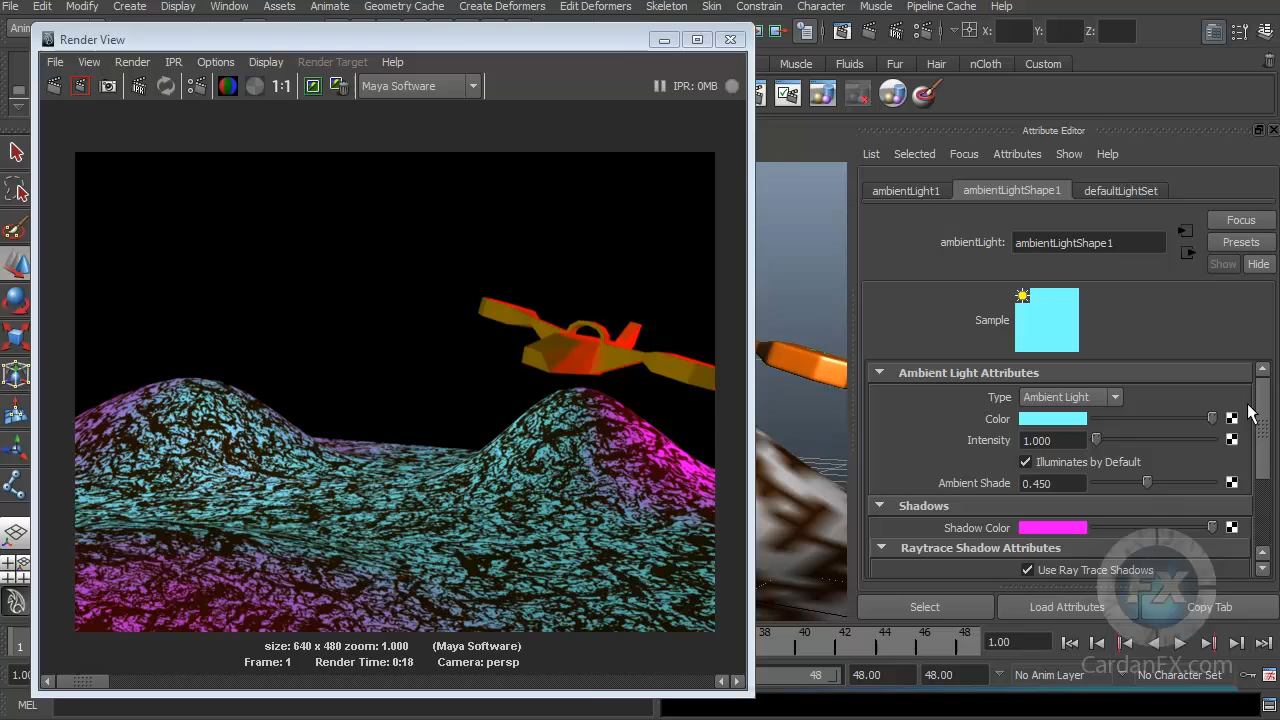 File Edit Modify Create Display Window Assets Animate Geometry Cache Create Deformers Edit Deformers Skeleton Skin Constrain Character Muscle Pipeline Cache Help
X: Y: Z:
Render View
File View Render IPR Options Display Render Target Help
Muscle Fluids Fur Hair nCloth Custom
1:1 Maya Software IPR: 0MB
Attribute Editor
List Selected Focus Attributes Show Help
ambientLight1 ambientLightShape1 defaultLightSet
Focus
ambientLight: ambientLightShape1 Presets
Show Hide
Sample
Ambient Light Attributes
Type Ambient Light
Color
Intensity 1.000
Illuminates by Default
Ambient Shade 0.450
Shadows
Shadow Color
Raytrace Shadow Attributes
Use Ray Trace Shadows
FX
Select Load Attributes Copy Tab
size: 640 x 480 zoom: 1.000 (Maya Software)
Frame: 1 Render Time: 0:18 Camera: persp
1 38 40 42 44 46 48 1.00
CardanFX.com
48 48.00 48.00 No Anim Layer No Character Set
MEL